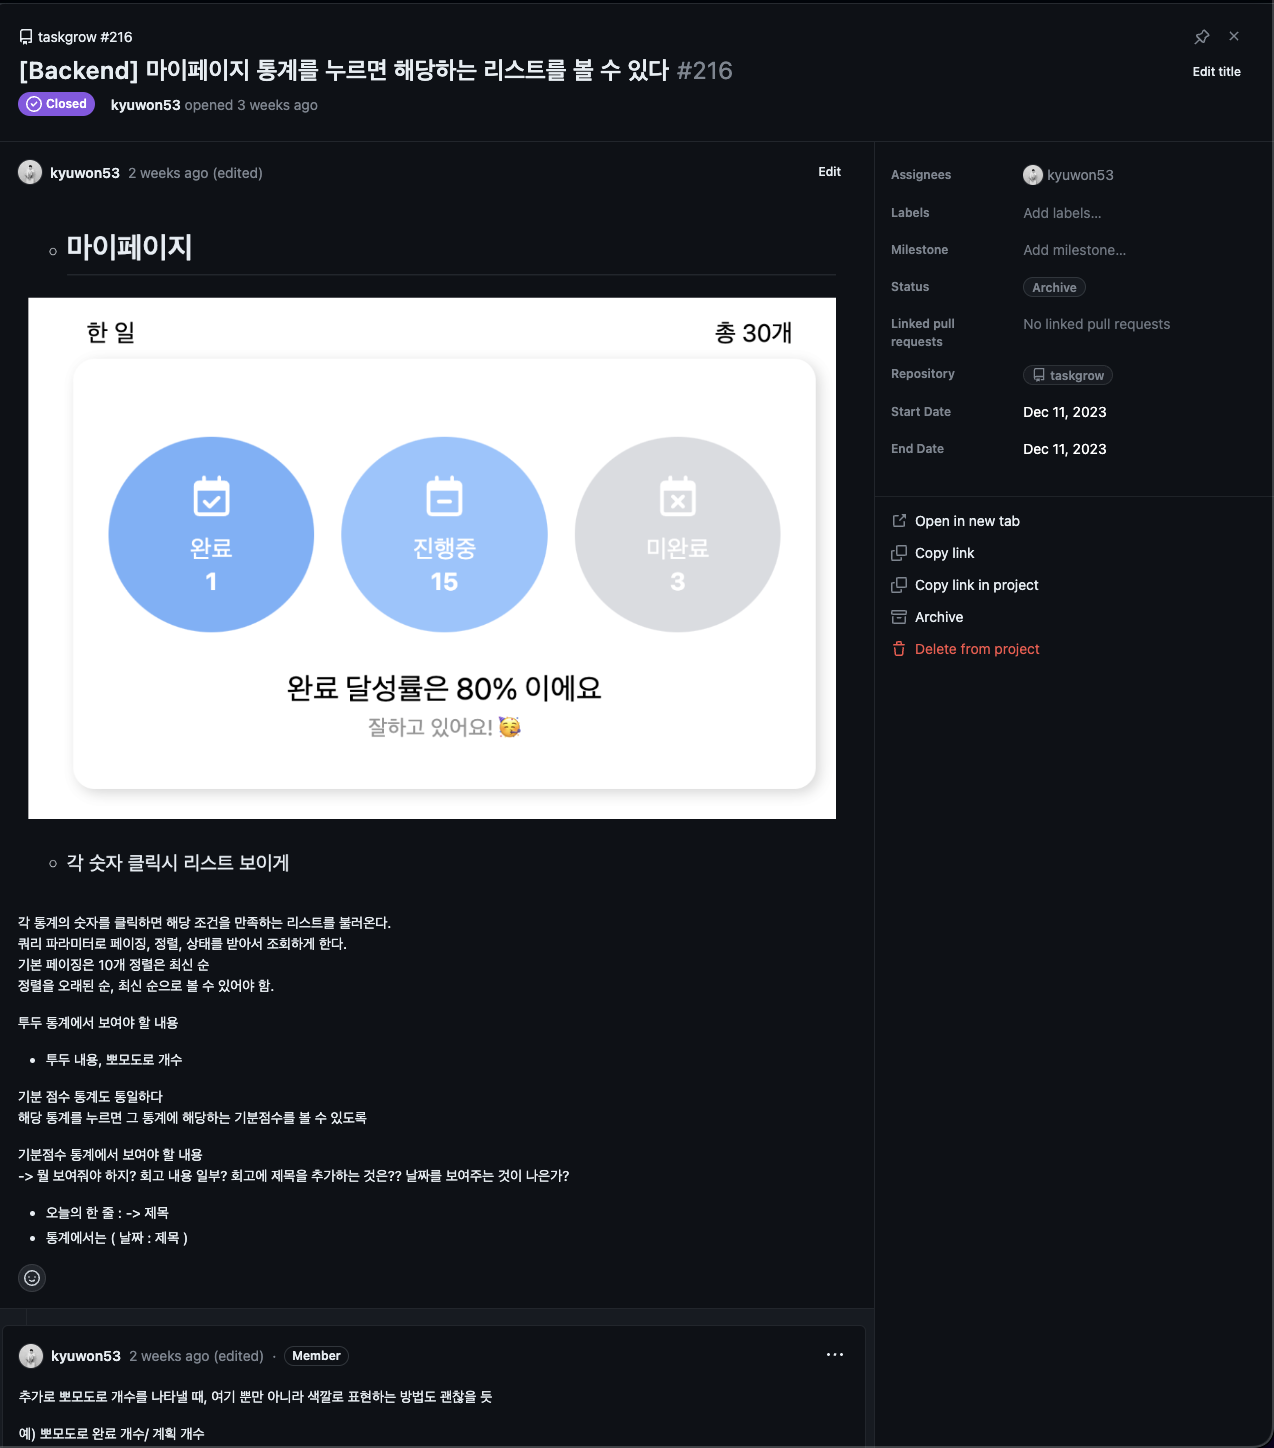 taskgrow #216
[Backend] 마이페이지 통계를 누르면 해당하는 리스트를 볼 수 있다 #216
Edit title
Closed
kyuwon53 opened 3 weeks ago
kyuwon53 2 weeks ago (edited)
Edit
마이페이지
한 일
총 30개
완료
1
진행중
15
미완료
3
완료 달성률은 80% 이에요
잘하고 있어요! 🥳
각 숫자 클릭시 리스트 보이게
각 통계의 숫자를 클릭하면 해당 조건을 만족하는 리스트를 불러온다.
쿼리 파라미터로 페이징, 정렬, 상태를 받아서 조회하게 한다.
기본 페이징은 10개 정렬은 최신 순
정렬을 오래된 순, 최신 순으로 볼 수 있어야 함.
투두 통계에서 보여야 할 내용
투두 내용, 뽀모도로 개수
기분 점수 통계도 통일하다
해당 통계를 누르면 그 통계에 해당하는 기분점수를 볼 수 있도록
기분점수 통계에서 보여야 할 내용
-> 뭘 보여줘야 하지? 회고 내용 일부? 회고에 제목을 추가하는 것은?? 날짜를 보여주는 것이 나은가?
오늘의 한 줄 : -> 제목
통계에서는 ( 날짜 : 제목 )
kyuwon53 2 weeks ago (edited) · Member
추가로 뽀모도로 개수를 나타낼 때, 여기 뿐만 아니라 색깔로 표현하는 방법도 괜찮을 듯
예) 뽀모도로 완료 개수/ 계획 개수
Assignees
kyuwon53
Labels
Add labels...
Milestone
Add milestone...
Status
Archive
Linked pull
requests
No linked pull requests
Repository
taskgrow
Start Date
Dec 11, 2023
End Date
Dec 11, 2023
Open in new tab
Copy link
Copy link in project
Archive
Delete from project